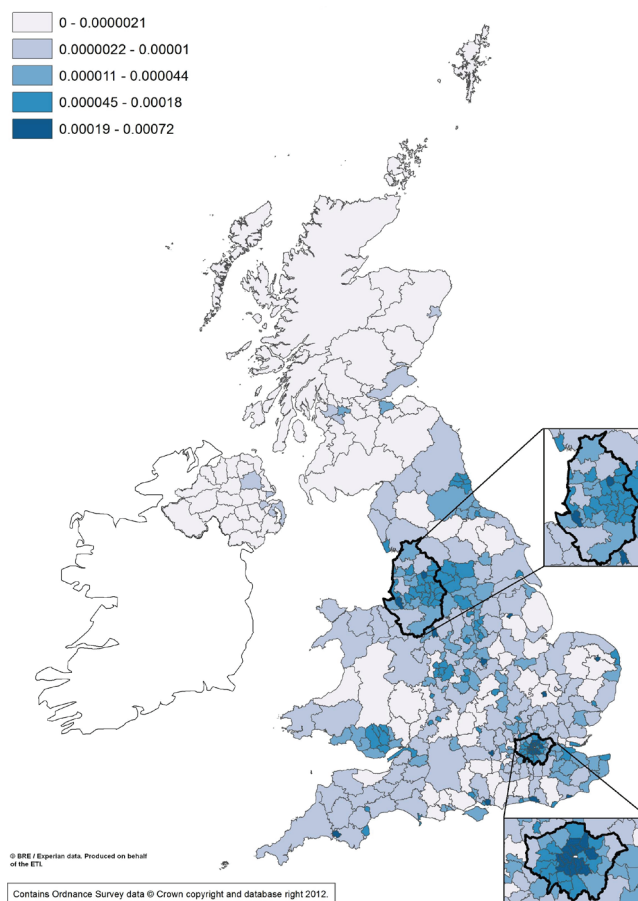 0 - 0.0000021
0.0000022 - 0.00001
0.000011 - 0.000044
0.000045 - 0.00018
0.00019 - 0.00072
© BRE / Experian data. Produced on behalf
of the ETI.
Contains Ordnance Survey data © Crown copyright and database right 2012.